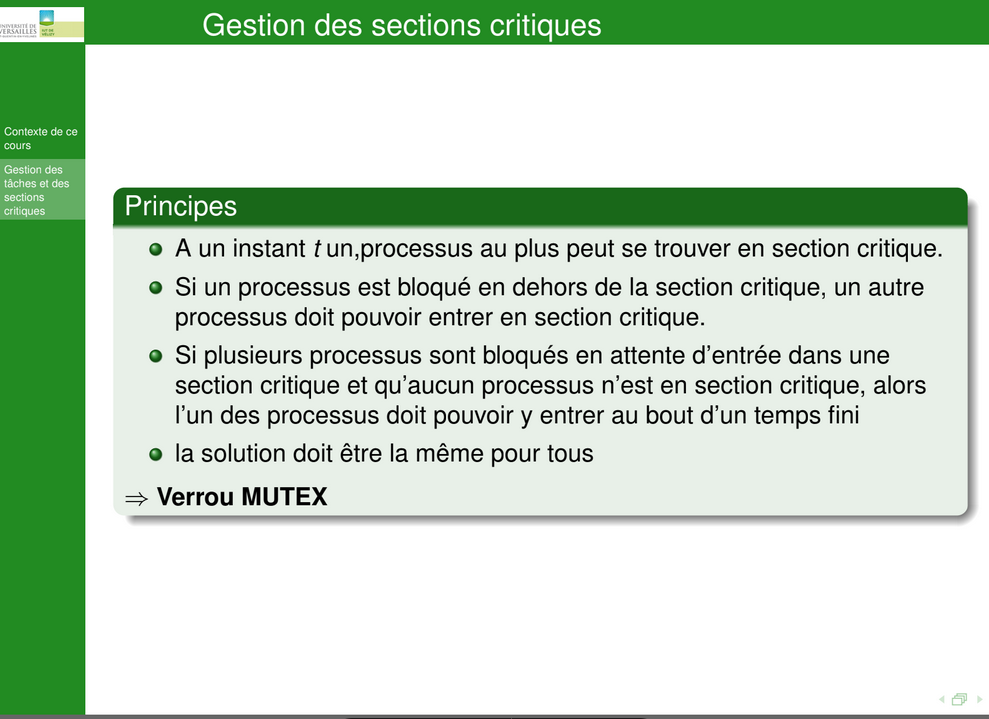 UNIVERSITÉ DE
VERSAILLES
IUT DE
VÉLIZY
Gestion des sections critiques
Contexte de ce
cours
Gestion des
tâches et des
sections
critiques
Principes
A un instant t un,processus au plus peut se trouver en section critique.
Si un processus est bloqué en dehors de la section critique, un autre
processus doit pouvoir entrer en section critique.
Si plusieurs processus sont bloqués en attente d'entrée dans une
section critique et qu'aucun processus n'est en section critique, alors
l'un des processus doit pouvoir y entrer au bout d'un temps fini
la solution doit être la même pour tous
⇒ Verrou MUTEX